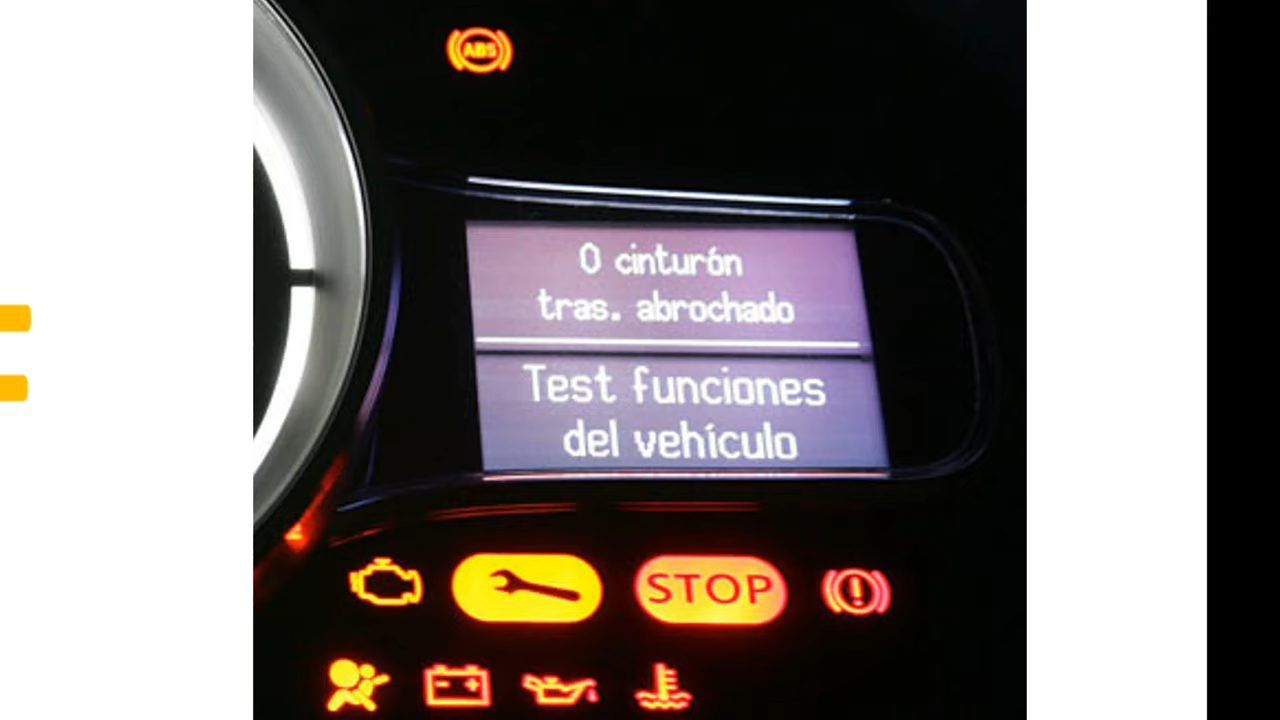 ABS
0 cinturón
tras. abrochado
Test funciones
del vehículo
STOP